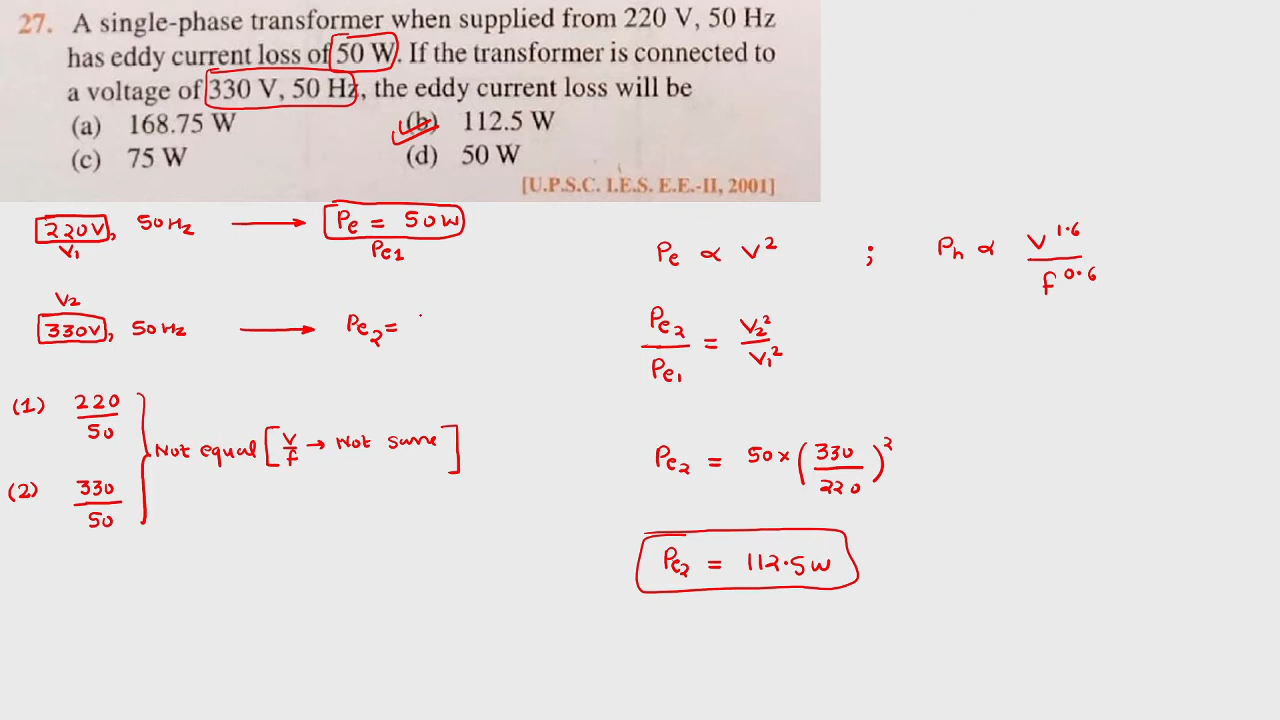 27. A single-phase transformer when supplied from 220 V, 50 Hz
has eddy current loss of 50 W. If the transformer is connected to
a voltage of 330 V, 50 Hz, the eddy current loss will be
(a) 168.75 W (b) 112.5 W
(c) 75 W (d) 50 W
[U.P.S.C. I.E.S. E.E.-II, 2001]
220V, 50Hz → Pe = 50W
V₁ Pe1
V₂
330V, 50Hz → Pe₂ =
(1) 220/50
(2) 330/50
Not equal [V/f → Not same]
Pe ∝ V² ; Ph ∝ V^1.6/f^0.6
Pe₂/Pe₁ = V₂²/V₁²
Pe₂ = 50 × (330/220)²
Pe₂ = 112.5W